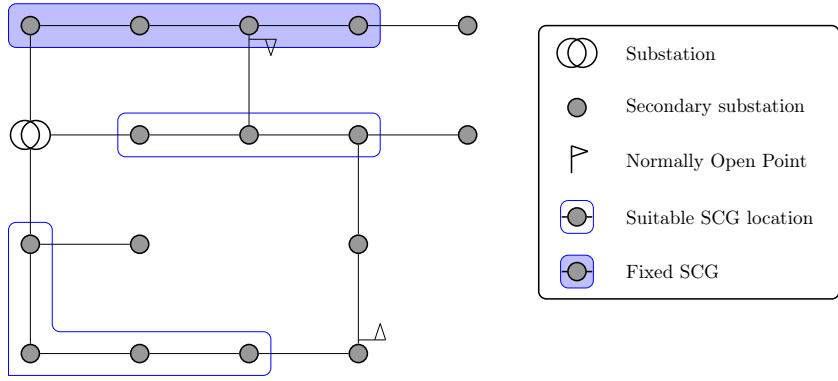 Substation
Secondary substation
Normally Open Point
Suitable SCG location
Fixed SCG